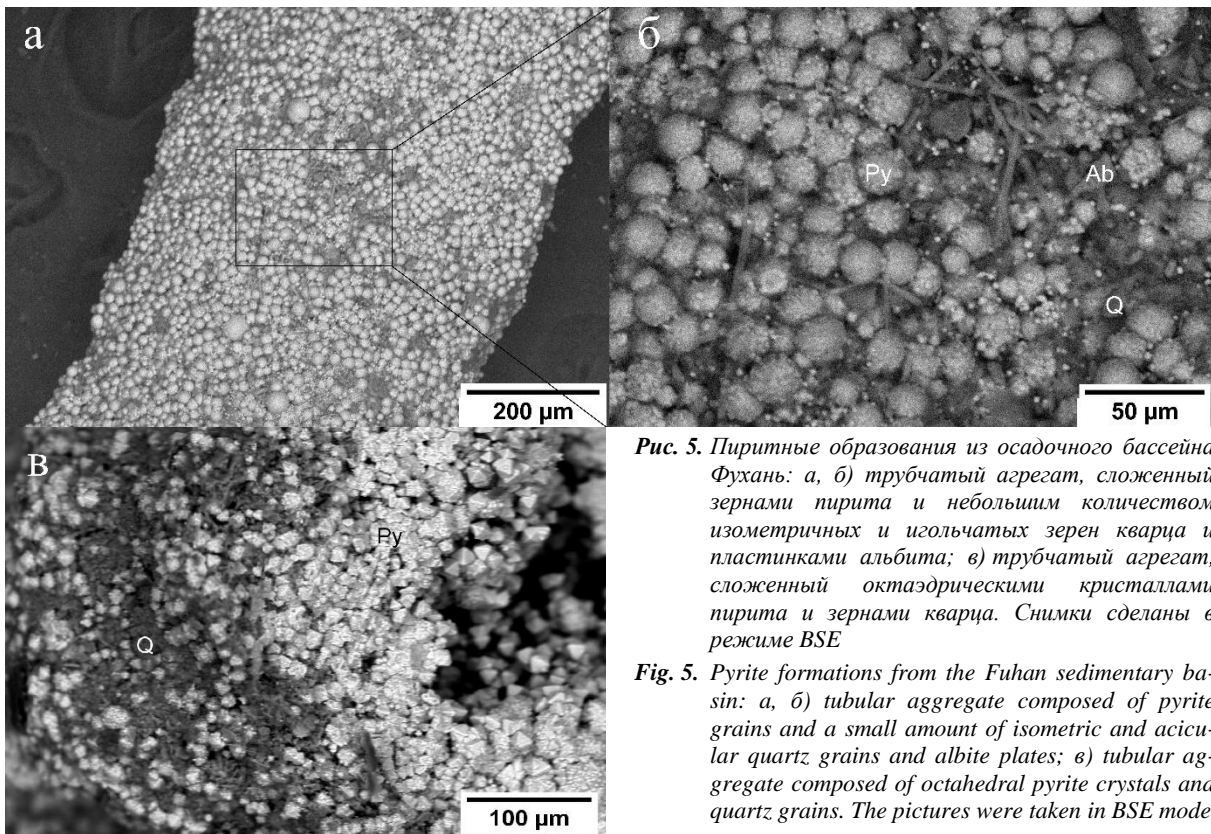 а
б
Py
Ab
Q
200 µm
50 µm
в
Py
Q
100 µm
Рис. 5. Пиритные образования из осадочного бассейна
Фухань: а, б) трубчатый агрегат, сложенный
зернами пирита и небольшим количеством
изометричных и игольчатых зерен кварца и
пластинками альбита; в) трубчатый агрегат,
сложенный октаэдрическими кристаллами
пирита и зернами кварца. Снимки сделаны в
режиме BSE
Fig. 5. Pyrite formations from the Fuhan sedimentary ba-
sin: a, б) tubular aggregate composed of pyrite
grains and a small amount of isometric and acicu-
lar quartz grains and albite plates; в) tubular ag-
gregate composed of octahedral pyrite crystals and
quartz grains. The pictures were taken in BSE mode